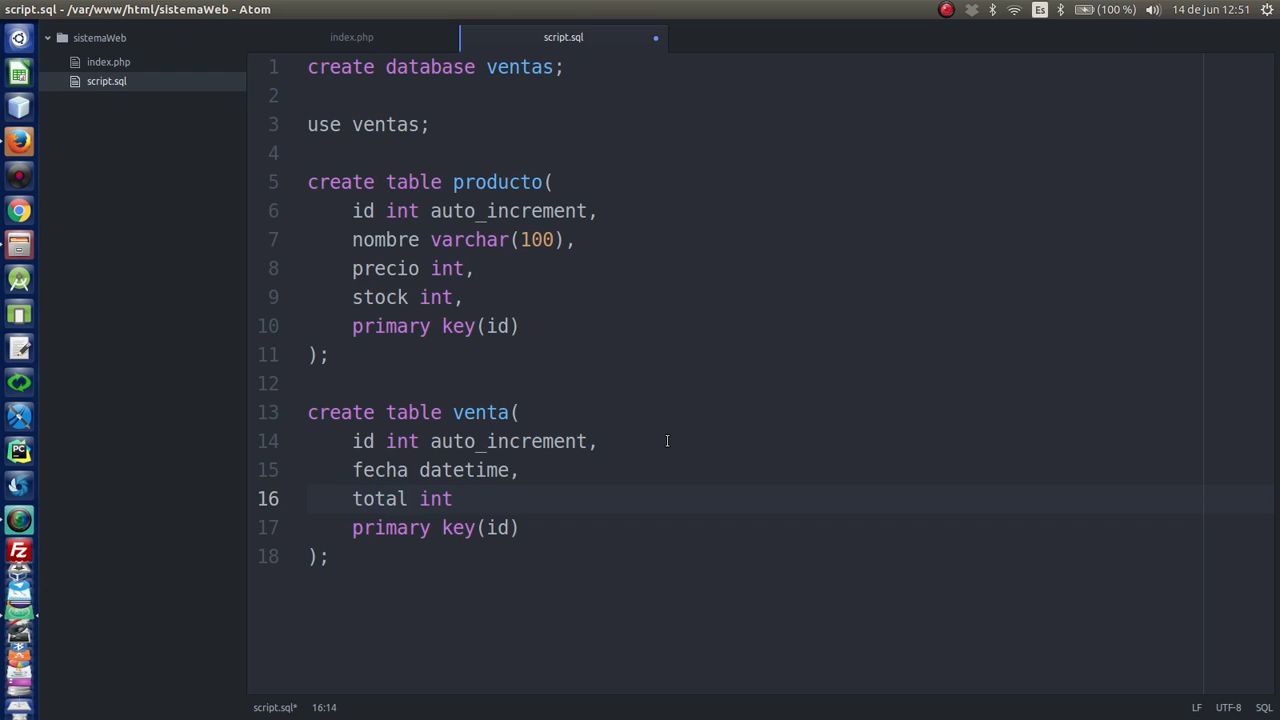 script.sql - /var/www/html/sistemaWeb - Atom
Es
(100 %)
14 de jun 12:51
sistemaWeb
index.php
script.sql
index.php
script.sql
1 create database ventas;
2
3 use ventas;
4
5 create table producto(
6 id int auto_increment,
7 nombre varchar(100),
8 precio int,
9 stock int,
10 primary key(id)
11 );
12
13 create table venta(
14 id int auto_increment,
15 fecha datetime,
16 total int
17 primary key(id)
18 );
PC
FZ
script.sql* 16:14
LF UTF-8 SQL